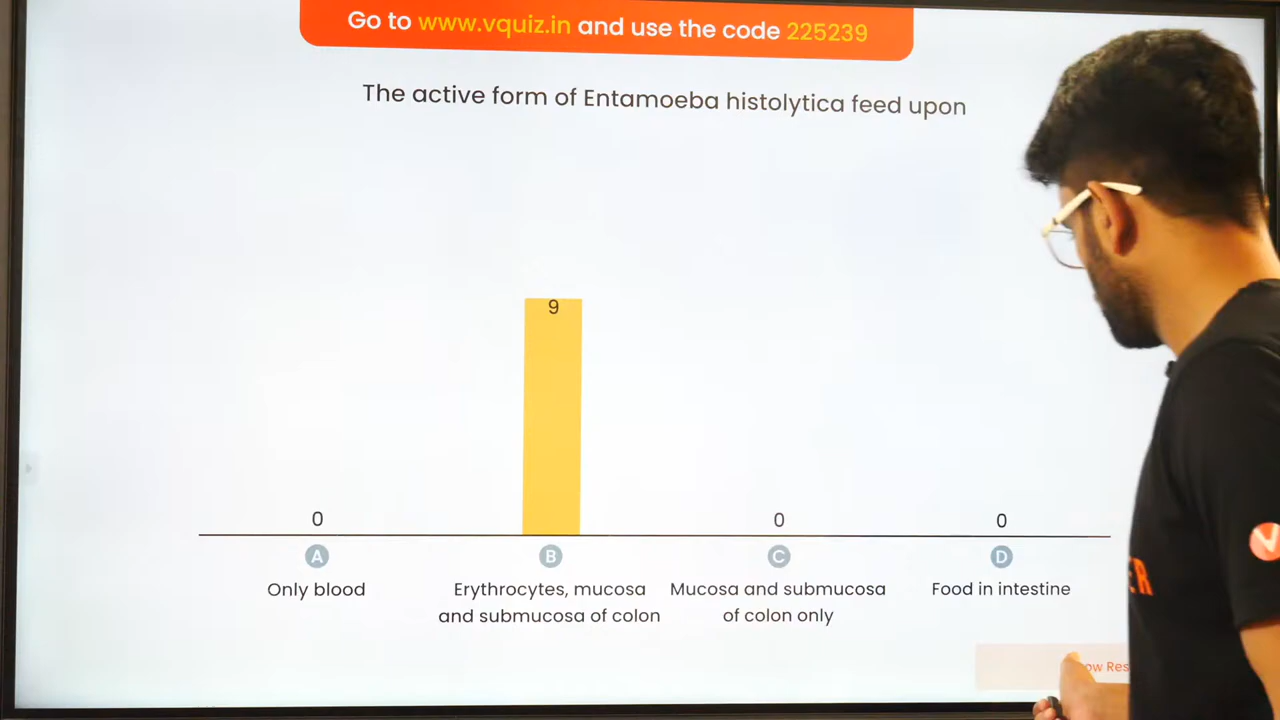 Go to www.vquiz.in and use the code 225239
The active form of Entamoeba histolytica feed upon
9
0
0
0
A
B
C
D
Only blood
Erythrocytes, mucosa
and submucosa of colon
Mucosa and submucosa
of colon only
Food in intestine
V